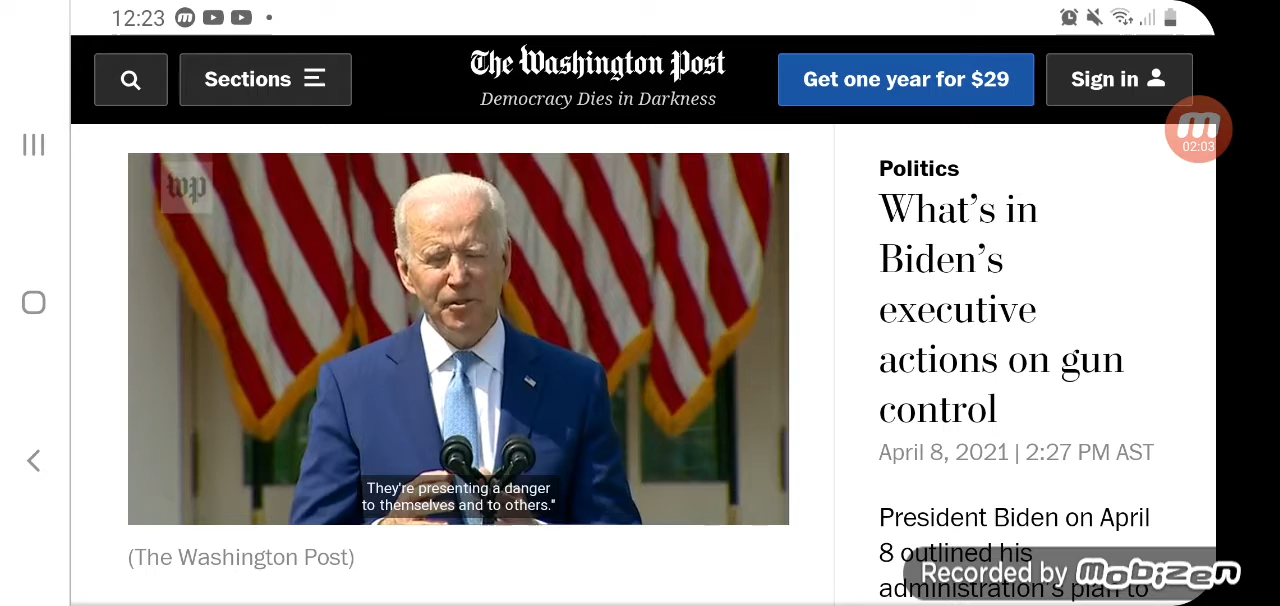 12:23
Sections
The Washington Post
Democracy Dies in Darkness
Get one year for $29
Sign in
02:03
wp
They're presenting a danger
to themselves and to others."
(The Washington Post)
Politics
What's in
Biden's
executive
actions on gun
control
April 8, 2021 | 2:27 PM AST
President Biden on April
8 outlined his
administration's plan to
Recorded by mobizen